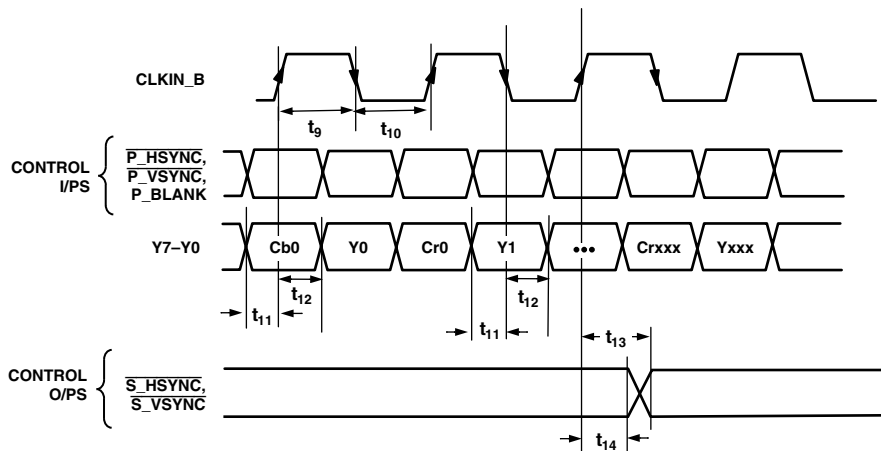 CLKIN_B
t9
t10
CONTROL
I/PS
P_HSYNC,
P_VSYNC,
P_BLANK
Y7–Y0
Cb0
Y0
Cr0
Y1
•••
Crxxx
Yxxx
t12
t12
t11
t11
t13
CONTROL
O/PS
S_HSYNC,
S_VSYNC
t14